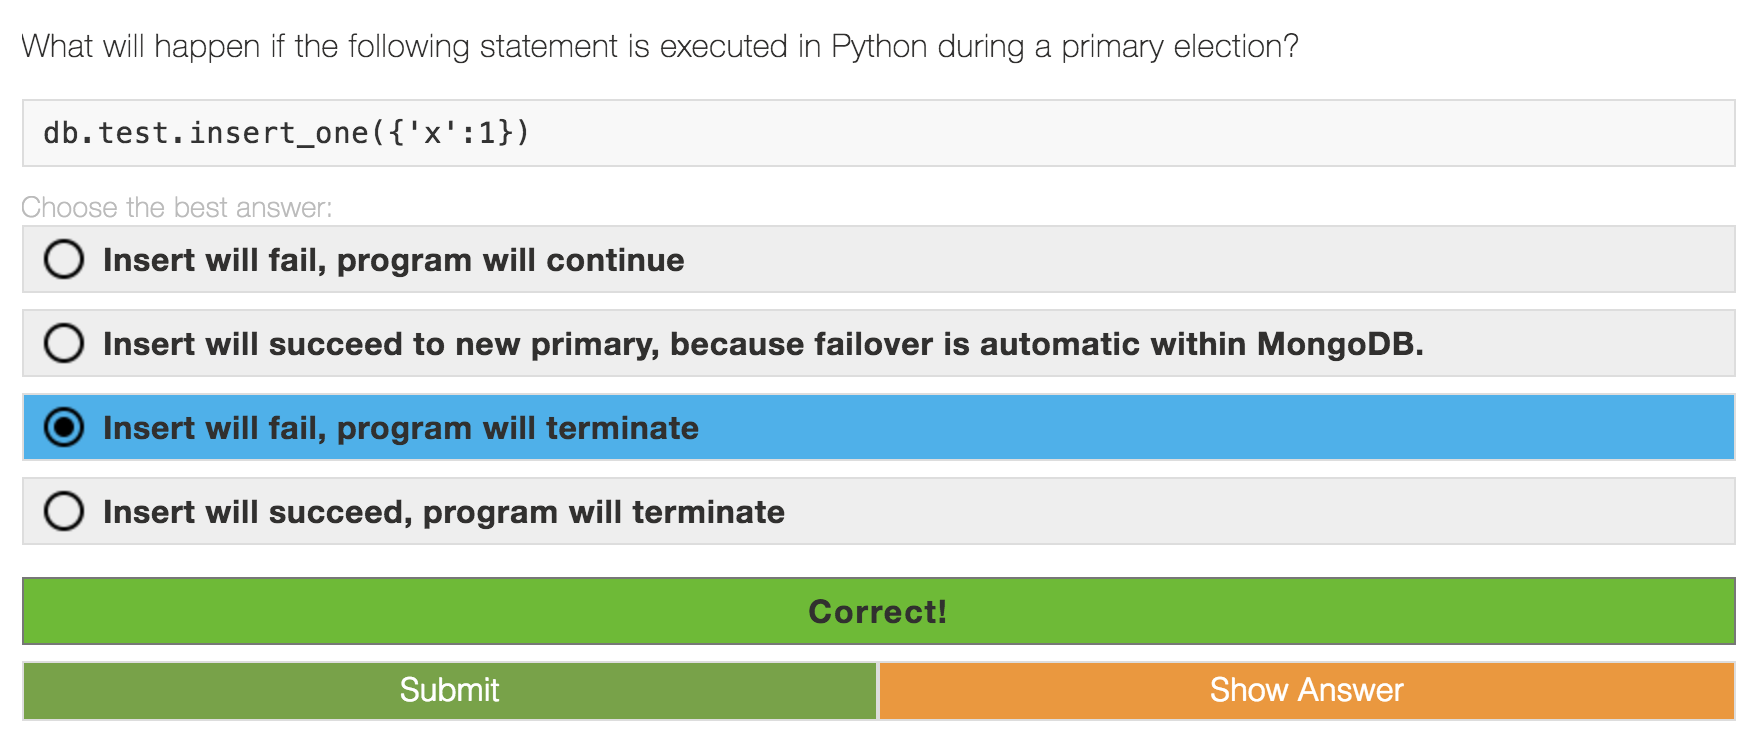 What will happen if the following statement is executed in Python during a primary election?
db.test.insert_one({'x':1})
Choose the best answer:
Insert will fail, program will continue
Insert will succeed to new primary, because failover is automatic within MongoDB.
Insert will fail, program will terminate
Insert will succeed, program will terminate
Correct!
Submit
Show Answer